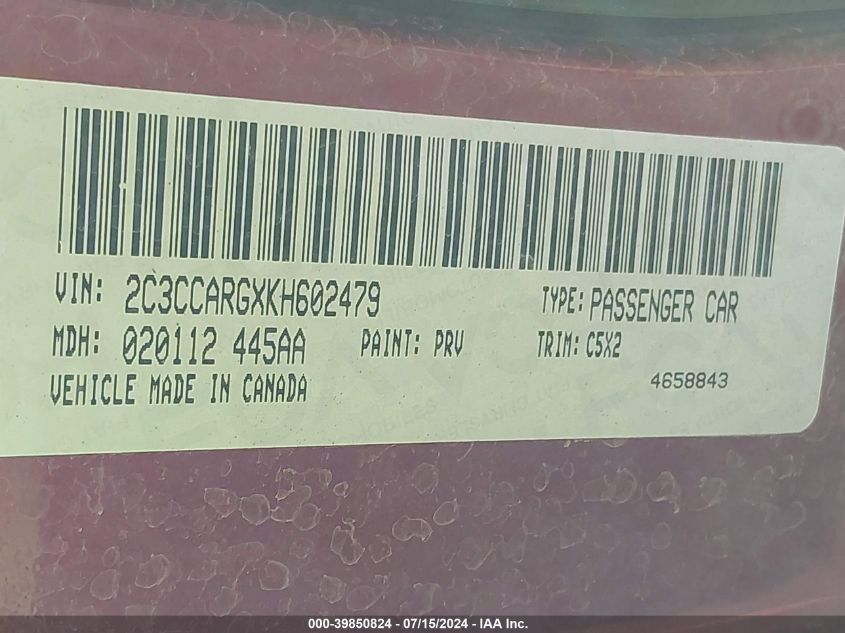 VIN: 2C3CCARGXKH602479 TYPE: PASSENGER CAR
MDH: 020112 445AA PAINT: PRV TRIM: C5X2
VEHICLE MADE IN CANADA 4658843
000-39850824 - 07/15/2024 - IAA Inc.